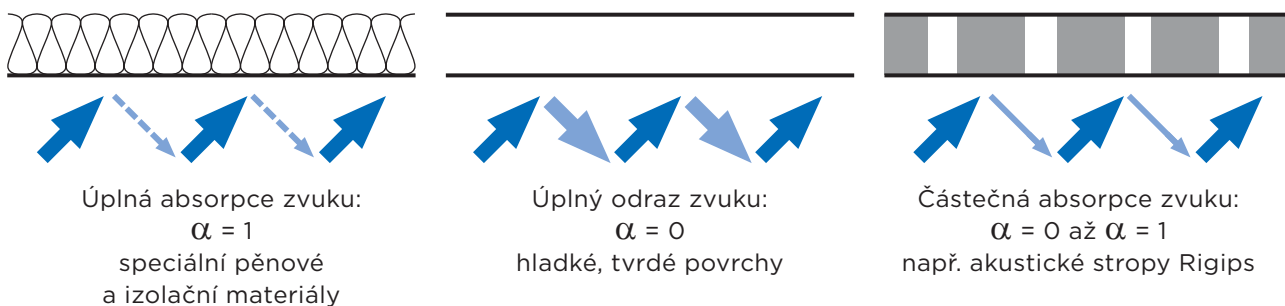 Úplná absorpce zvuku:
α = 1
speciální pěnové
a izolační materiály
Úplný odraz zvuku:
α = 0
hladké, tvrdé povrchy
Částečná absorpce zvuku:
α = 0 až α = 1
např. akustické stropy Rigips